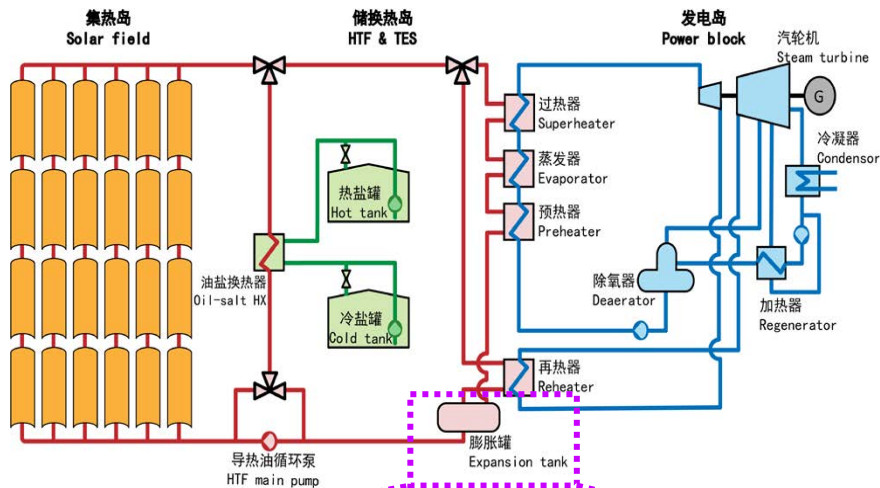 集热岛
Solar field
储换热岛
HTF & TES
发电岛
Power block
汽轮机
Steam turbine
G
过热器
Superheater
冷凝器
Condensor
蒸发器
Evaporator
热盐罐
Hot tank
预热器
Preheater
油盐换热器
Oil-salt HX
除氧器
Deaerator
加热器
Regenerator
冷盐罐
Cold tank
再热器
Reheater
膨胀罐
Expansion tank
导热油循环泵
HTF main pump